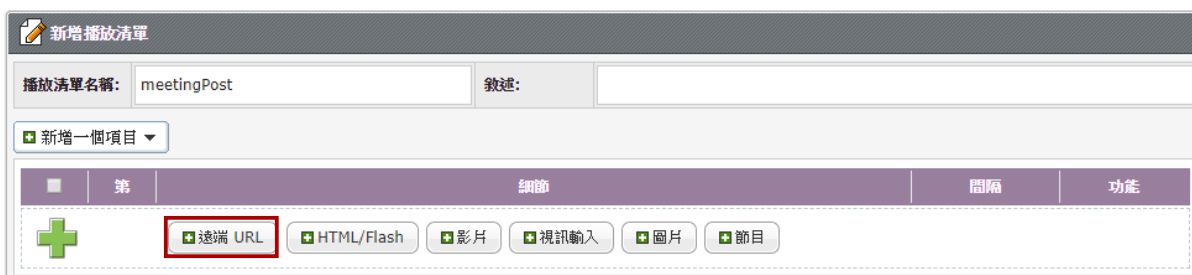 新增播放清單
播放清單名稱: meetingPost 敘述:
新增一個項目
第 細節 間隔 功能
遠端 URL HTML/Flash 影片 視訊輸入 圖片 節目